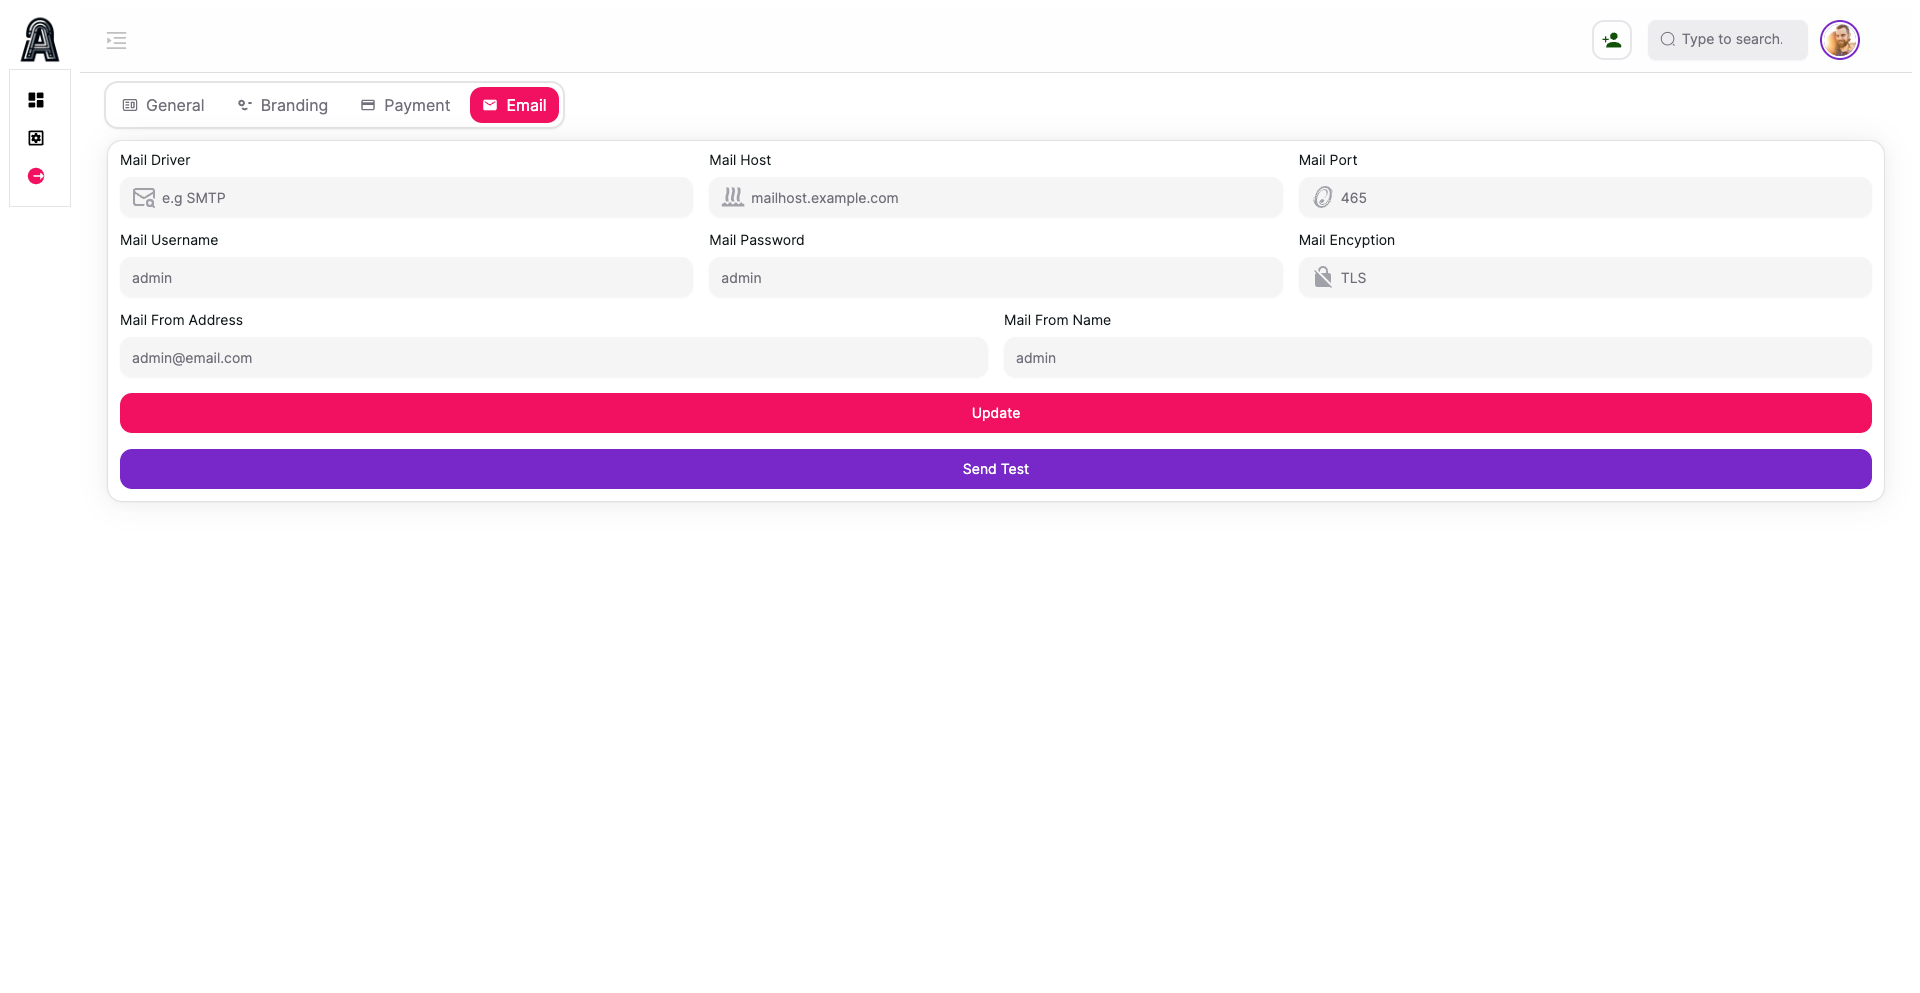 Type to search.
General Branding Payment Email
Mail Driver Mail Host Mail Port
e.g SMTP mailhost.example.com 465
Mail Username Mail Password Mail Encyption
admin admin TLS
Mail From Address Mail From Name
admin@email.com admin
Update
Send Test